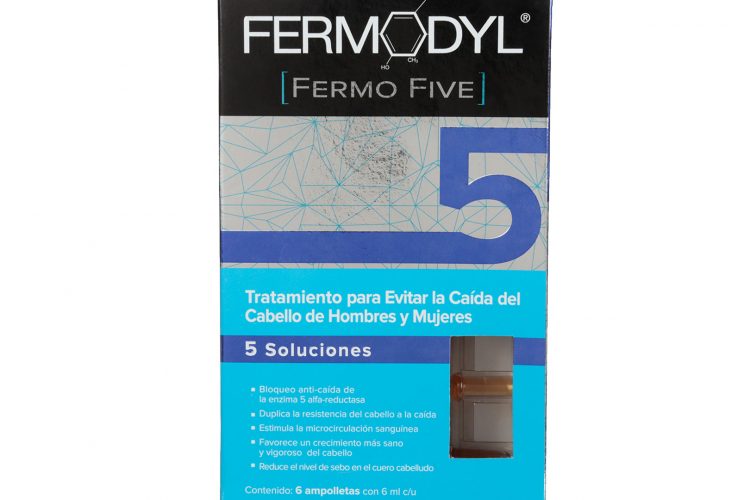 FERMODYL®
HO
CH₃
[FERMO FIVE]
5
Tratamiento para Evitar la Caída del
Cabello de Hombres y Mujeres
5 Soluciones
▪ Bloqueo anti-caída de
la enzima 5 alfa-reductasa
▪ Duplica la resistencia del cabello a la caída
▪ Estimula la microcirculación sanguínea
▪ Favorece un crecimiento más sano
y vigoroso del cabello
▪ Reduce el nivel de sebo en el cuero cabelludo
Contenido: 6 ampolletas con 6 ml c/u